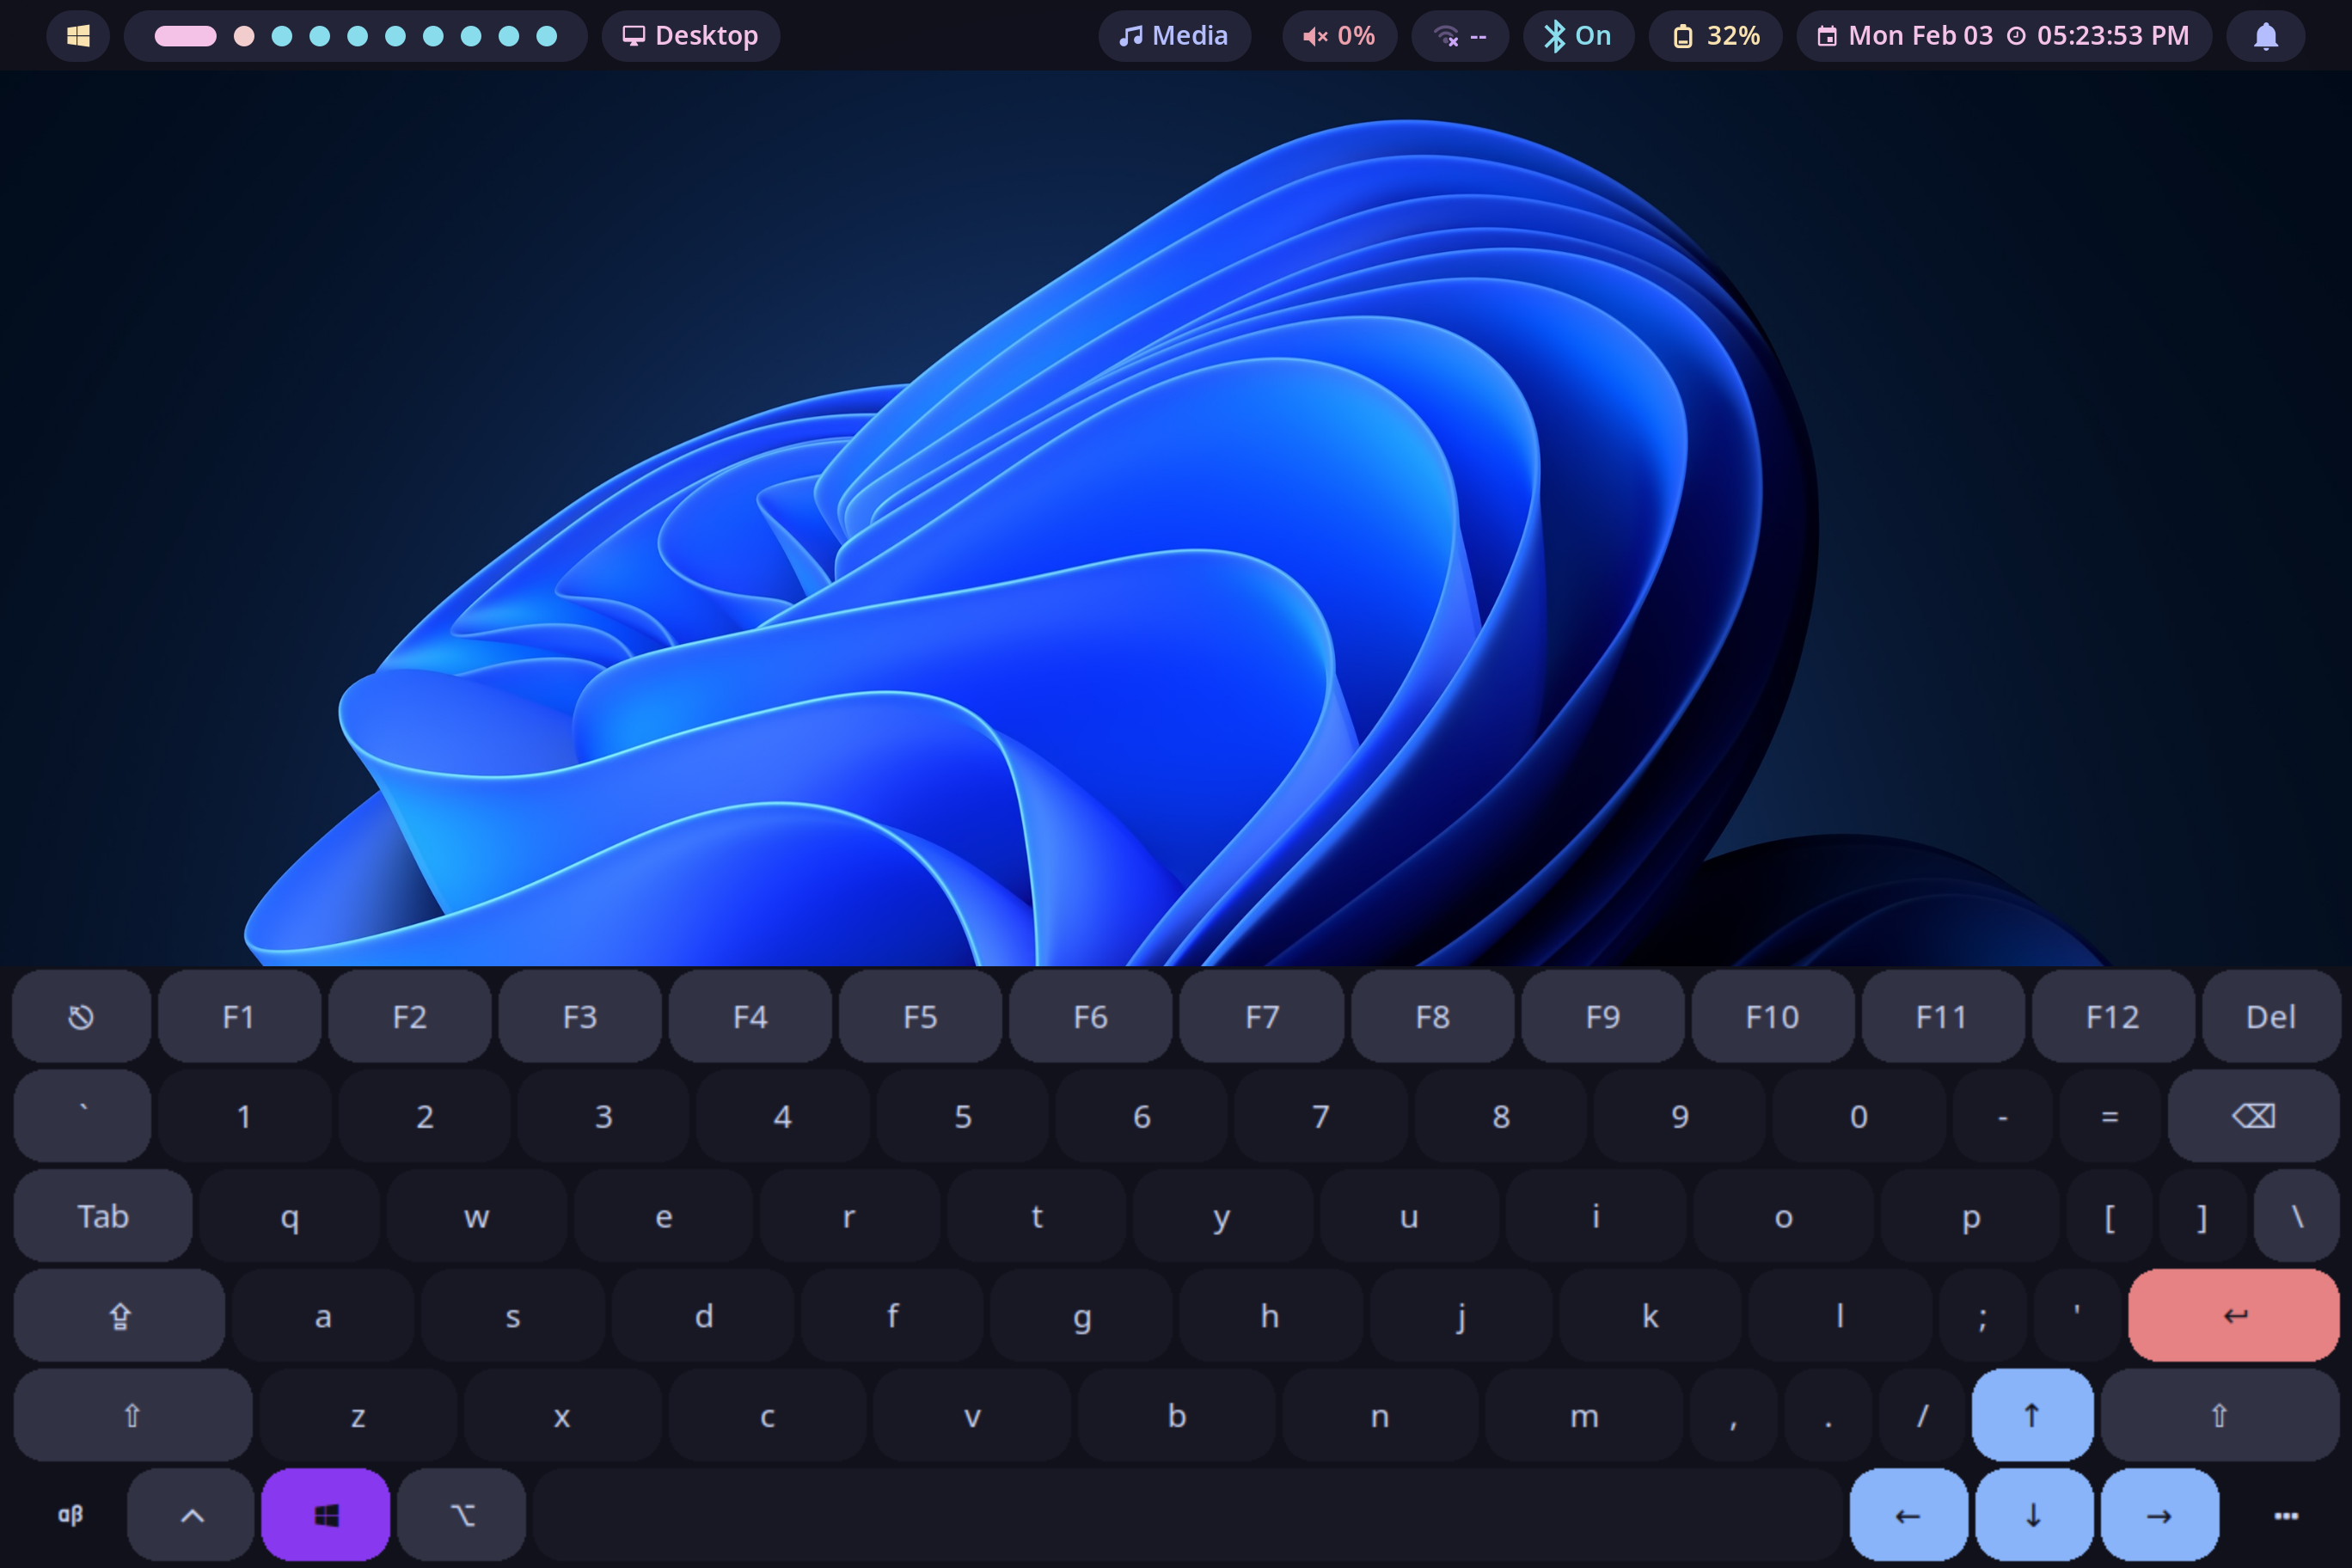 Desktop Media 0% -- On 32% Mon Feb 03 05:23:53 PM
F1 F2 F3 F4 F5 F6 F7 F8 F9 F10 F11 F12 Del
` 1 2 3 4 5 6 7 8 9 0 - = ⌫
Tab q w e r t y u i o p [ ] \
⇪ a s d f g h j k l ; ' ↵
⇧ z x c v b n m , . / ↑ ⇧
αβ ^ ⌥ ← ↓ → ···